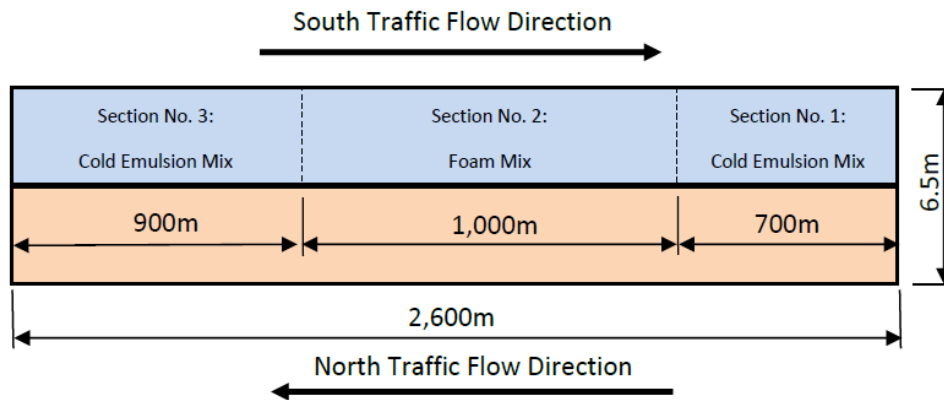 South Traffic Flow Direction
Section No. 3:
Cold Emulsion Mix
Section No. 2:
Foam Mix
Section No. 1:
Cold Emulsion Mix
6.5m
900m
1,000m
700m
2,600m
North Traffic Flow Direction